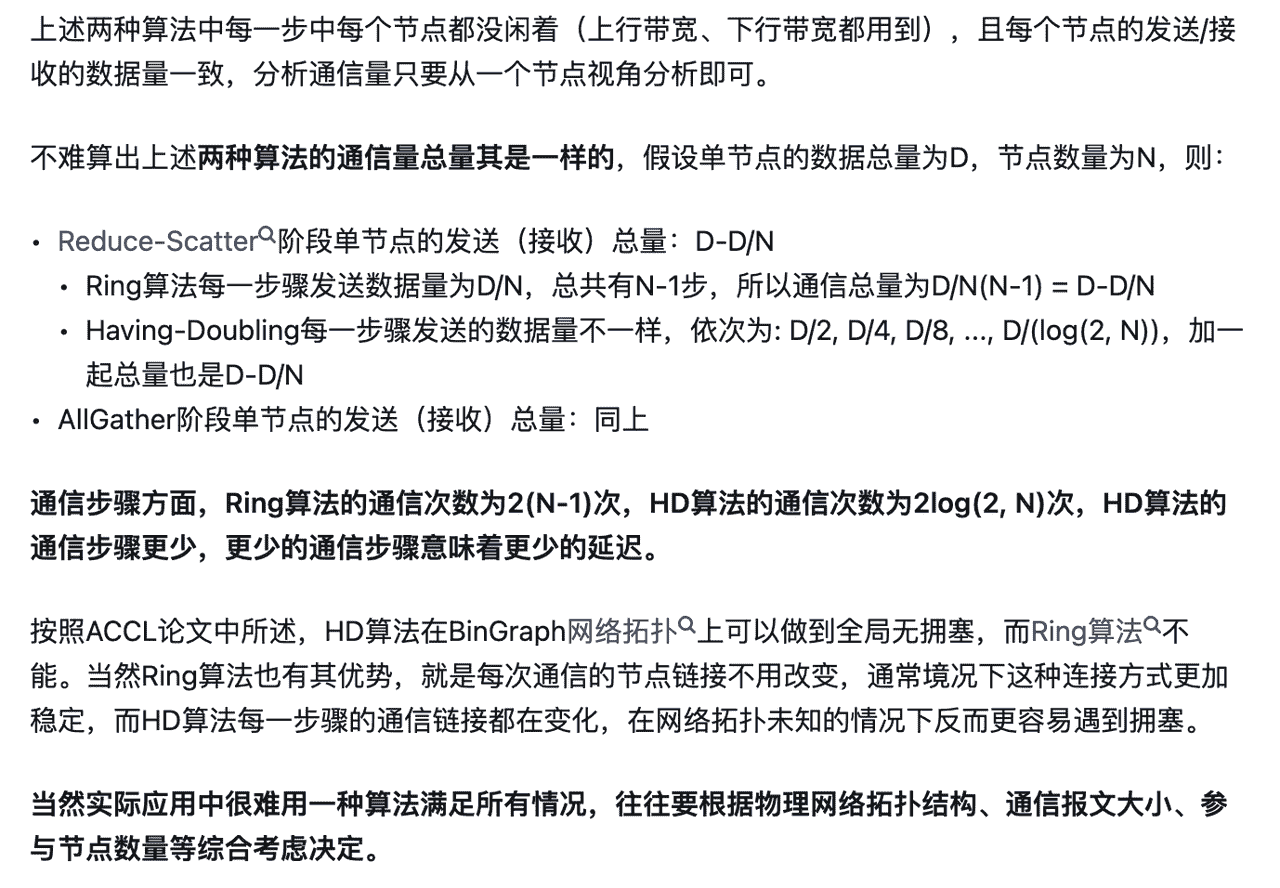 上述两种算法中每一步中每个节点都没闲着（上行带宽、下行带宽都用到），且每个节点的发送/接
收的数据量一致，分析通信量只要从一个节点视角分析即可。
不难算出上述两种算法的通信量总量其是一样的，假设单节点的数据总量为D，节点数量为N，则：
• Reduce-Scatter阶段单节点的发送（接收）总量：D-D/N
• Ring算法每一步骤发送数据量为D/N，总共有N-1步，所以通信总量为D/N(N-1) = D-D/N
• Having-Doubling每一步骤发送的数据量不一样，依次为: D/2, D/4, D/8, ..., D/(log(2, N))，加一
起总量也是D-D/N
• AllGather阶段单节点的发送（接收）总量：同上
通信步骤方面，Ring算法的通信次数为2(N-1)次，HD算法的通信次数为2log(2, N)次，HD算法的
通信步骤更少，更少的通信步骤意味着更少的延迟。
按照ACCL论文中所述，HD算法在BinGraph网络拓扑上可以做到全局无拥塞，而Ring算法不
能。当然Ring算法也有其优势，就是每次通信的节点链接不用改变，通常境况下这种连接方式更加
稳定，而HD算法每一步骤的通信链接都在变化，在网络拓扑未知的情况下反而更容易遇到拥塞。
当然实际应用中很难用一种算法满足所有情况，往往要根据物理网络拓扑结构、通信报文大小、参
与节点数量等综合考虑决定。